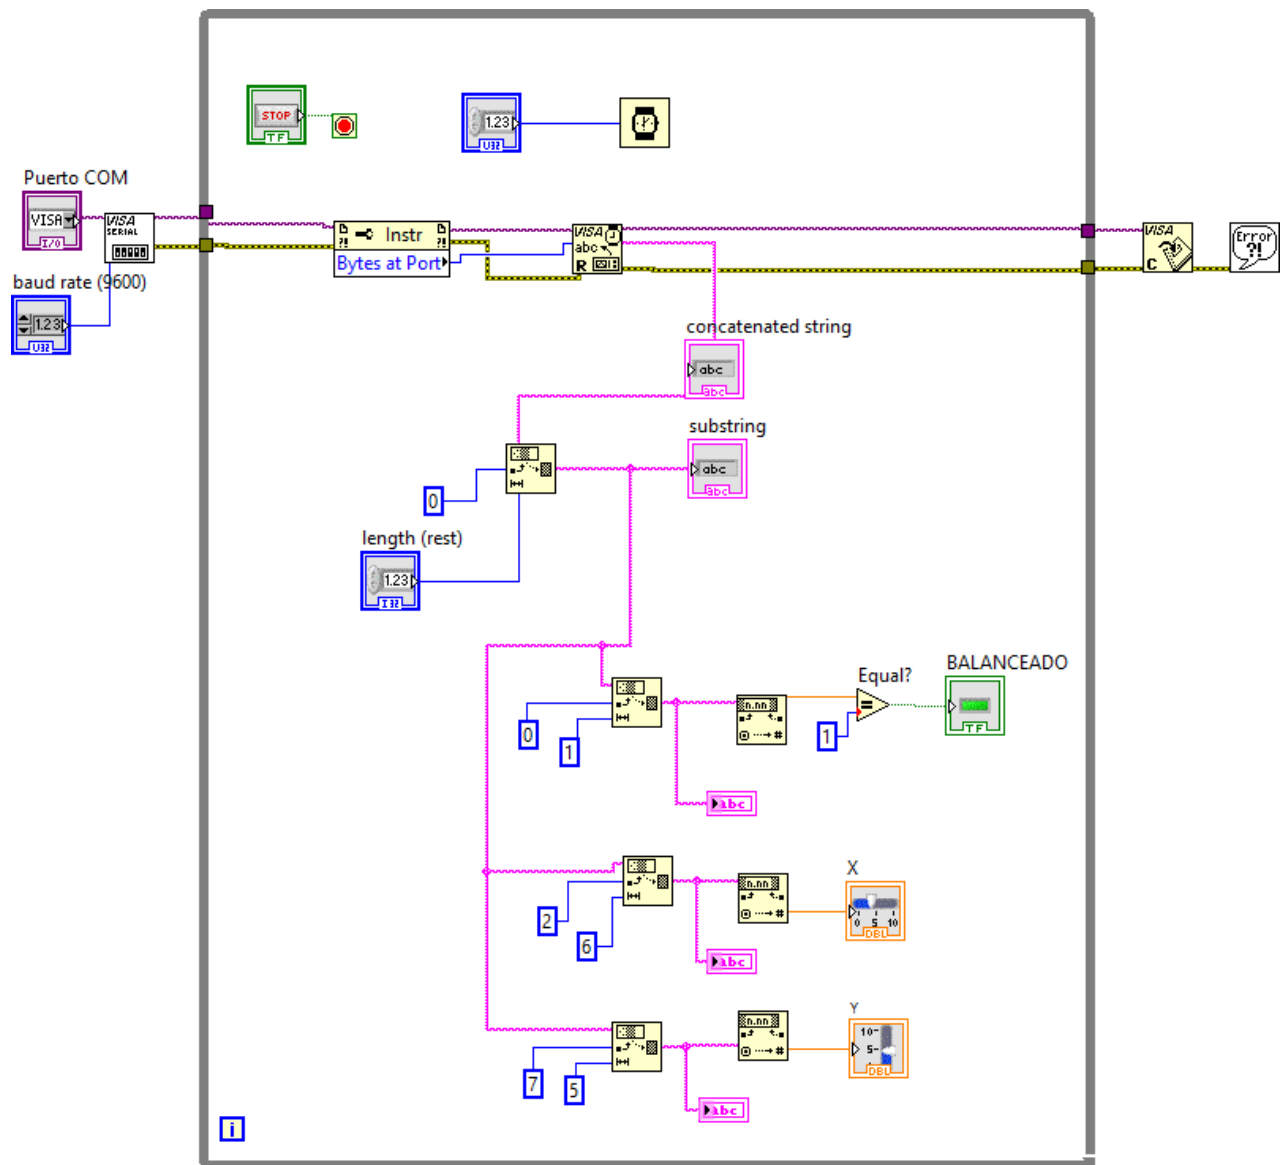 STOP
TF
1.23
U32
Puerto COM
VISA
I/O
VISA
SERIAL
Instr
Bytes at Port
VISA
abc
R
VISA
C
Error
?!
baud rate (9600)
1.23
U32
concatenated string
abc
abc
substring
abc
abc
0
length (rest)
1.23
I32
0
1
n.nn
#
Equal?
=
1
BALANCEADO
TF
abc
2
6
n.nn
#
X
0 5 10
DBL
abc
7
5
n.nn
#
Y
10
5
DBL
abc
i